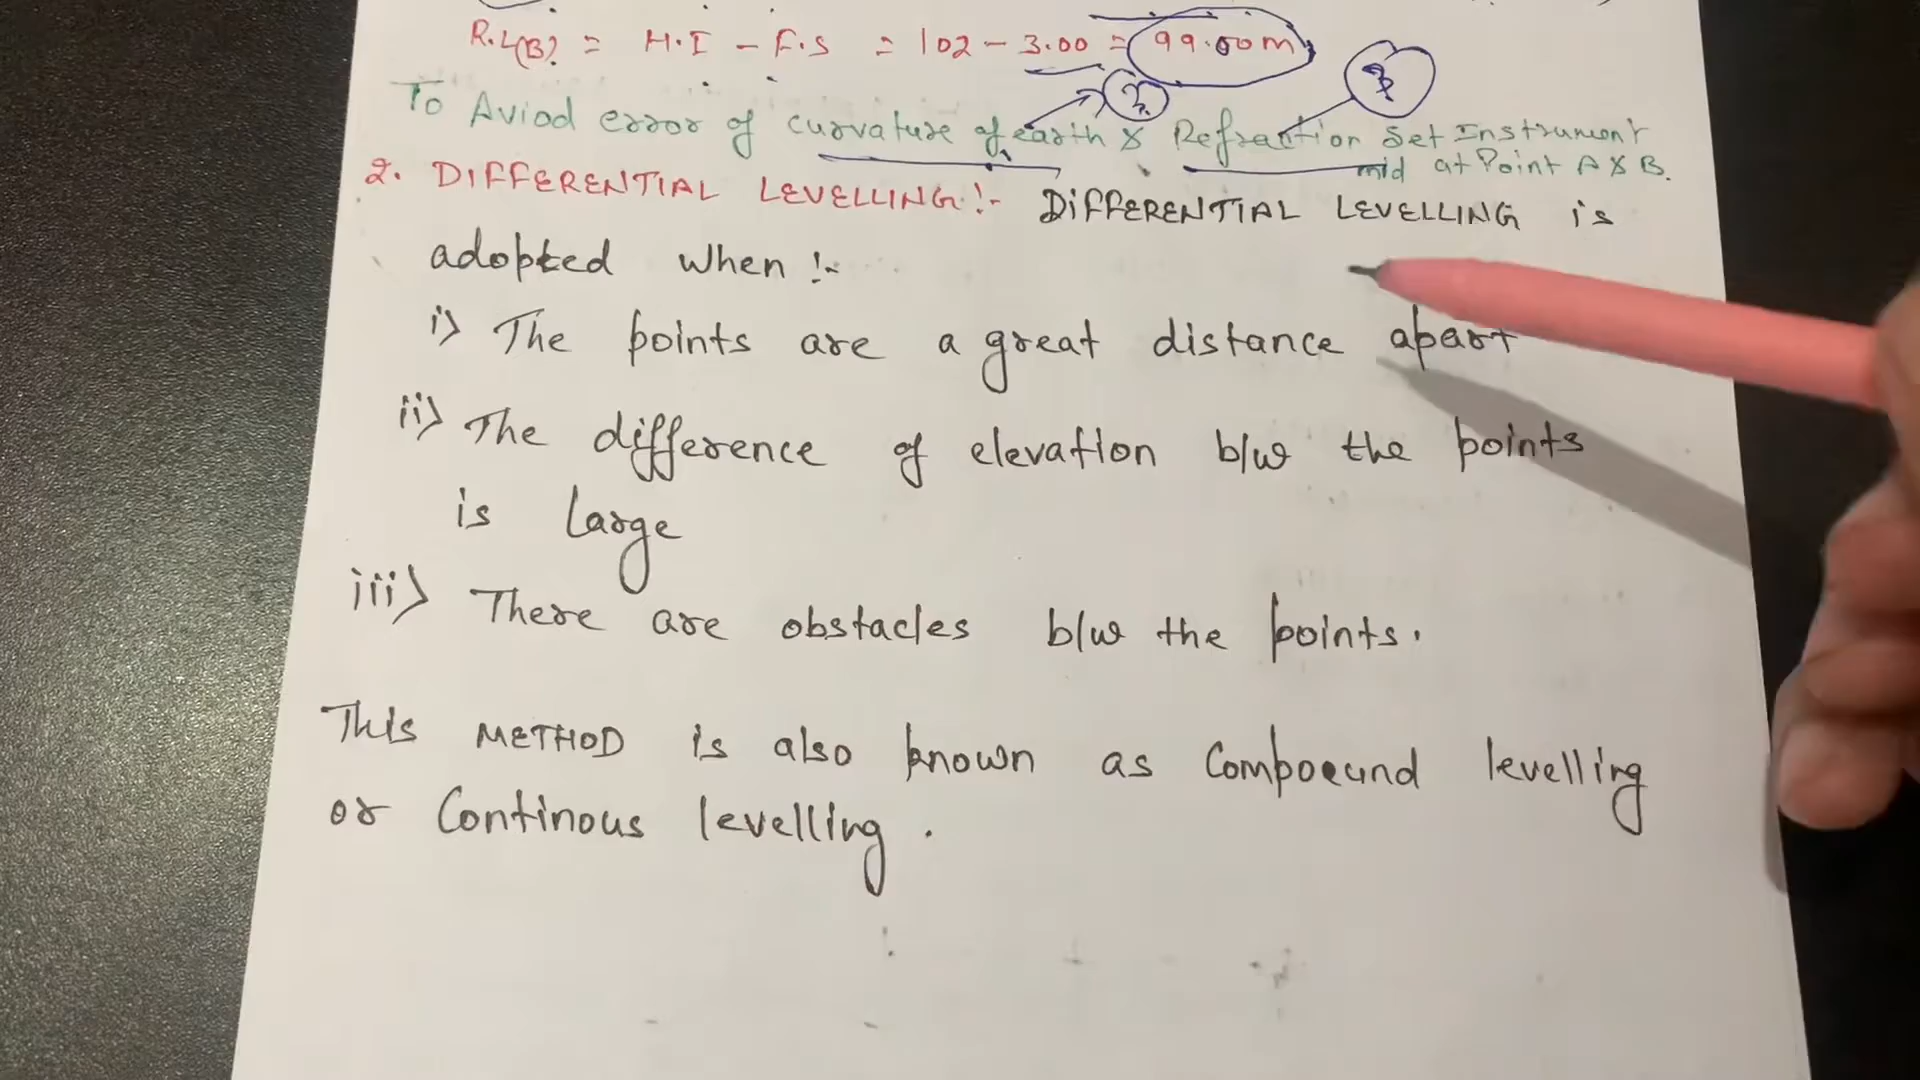 R.L(B) = H.I - F.S = 102 - 3.00 = 99.00m
To Aviod error of curvature of earth & Refraction Set Instrument
mid at Point A & B.
2. DIFFERENTIAL LEVELLING:- DIFFERENTIAL LEVELLING is
adopted when :-
i) The points are a great distance apart
ii) The difference of elevation b/w the points
is large
iii) There are obstacles b/w the points.
This METHOD is also known as Compound levelling
or Continous levelling.